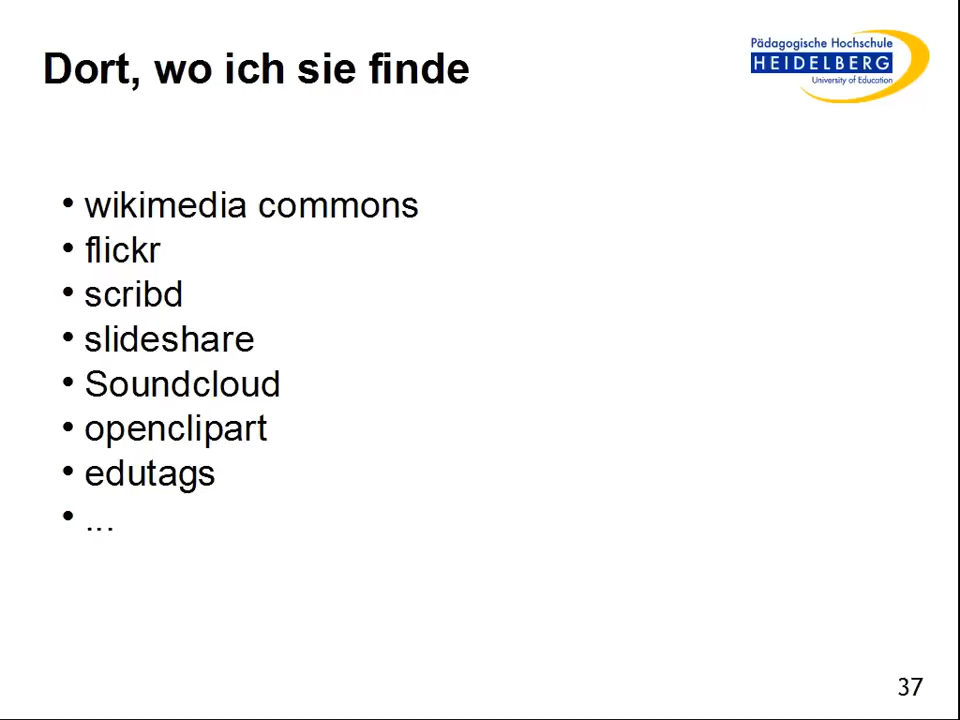 Dort, wo ich sie finde
Pädagogische Hochschule
HEIDELBERG
University of Education
• wikimedia commons
• flickr
• scribd
• slideshare
• Soundcloud
• openclipart
• edutags
• ...
37